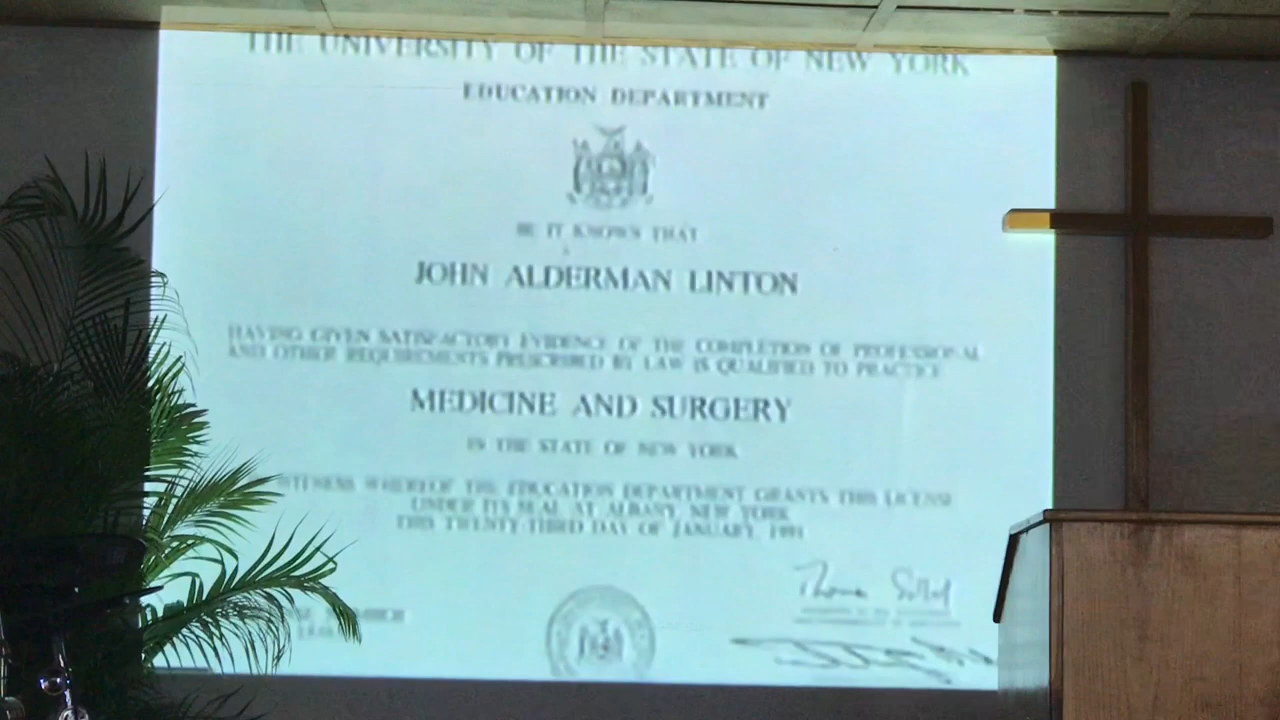 THE UNIVERSITY OF THE STATE OF NEW YORK
EDUCATION DEPARTMENT
BE IT KNOWN THAT
JOHN ALDERMAN LINTON
HAVING GIVEN SATISFACTORY EVIDENCE OF THE COMPLETION OF PROFESSIONAL
AND OTHER REQUIREMENTS PRESCRIBED BY LAW IS QUALIFIED TO PRACTICE
MEDICINE AND SURGERY
IN THE STATE OF NEW YORK
WITNESS WHEREOF THE EDUCATION DEPARTMENT GRANTS THIS LICENSE
UNDER ITS SEAL AT ALBANY, NEW YORK
THIS TWENTY-THIRD DAY OF JANUARY, 1991